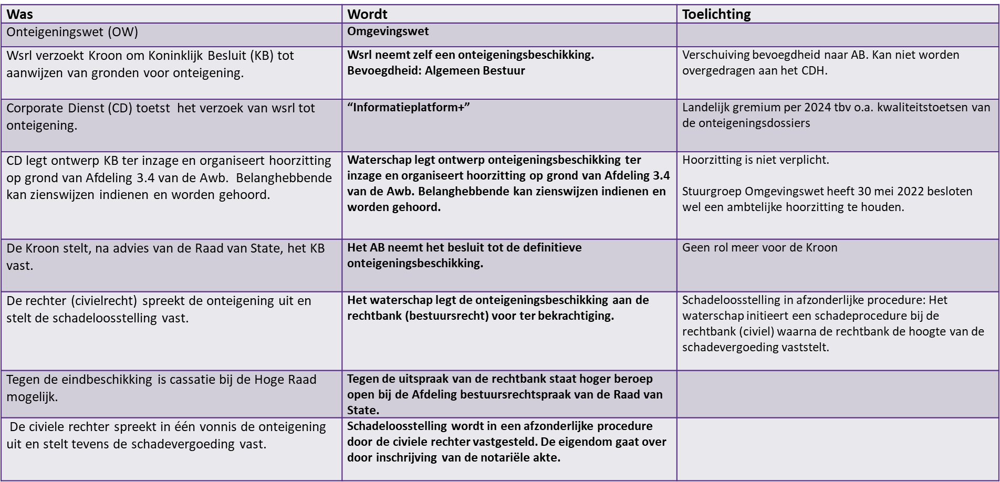 Was
Wordt
Toelichting
Onteigeningswet (OW)
Omgevingswet
Wsrl verzoekt Kroon om Koninklijk Besluit (KB) tot
aanwijzen van gronden voor onteigening.
Wsrl neemt zelf een onteigeningsbeschikking.
Bevoegdheid: Algemeen Bestuur
Verschuiving bevoegdheid naar AB. Kan niet worden
overgedragen aan het CDH.
Corporate Dienst (CD) toetst het verzoek van wsrl tot
onteigening.
“Informatieplatform+”
Landelijk gremium per 2024 tbv o.a. kwaliteitstoetsen van
de onteigeningsdossiers
CD legt ontwerp KB ter inzage en organiseert hoorzitting
op grond van Afdeling 3.4 van de Awb. Belanghebbende
kan zienswijzen indienen en worden gehoord.
Waterschap legt ontwerp onteigeningsbeschikking ter
inzage en organiseert hoorzitting op grond van Afdeling 3.4
van de Awb. Belanghebbende kan zienswijzen indienen en
worden gehoord.
Hoorzitting is niet verplicht.
Stuurgroep Omgevingswet heeft 30 mei 2022 besloten
wel een ambtelijke hoorzitting te houden.
De Kroon stelt, na advies van de Raad van State, het KB
vast.
Het AB neemt het besluit tot de definitieve
onteigeningsbeschikking.
Geen rol meer voor de Kroon
De rechter (civielrecht) spreekt de onteigening uit en
stelt de schadeloosstelling vast.
Het waterschap legt de onteigeningsbeschikking aan de
rechtbank (bestuursrecht) voor ter bekrachtiging.
Schadeloosstelling in afzonderlijke procedure: Het
waterschap initieert een schadeprocedure bij de
rechtbank (civiel) waarna de rechtbank de hoogte van de
schadevergoeding vaststelt.
Tegen de eindbeschikking is cassatie bij de Hoge Raad
mogelijk.
Tegen de uitspraak van de rechtbank staat hoger beroep
open bij de Afdeling bestuursrechtspraak van de Raad van
State.
De civiele rechter spreekt in één vonnis de onteigening
uit en stelt tevens de schadevergoeding vast.
Schadeloosstelling wordt in een afzonderlijke procedure
door de civiele rechter vastgesteld. De eigendom gaat over
door inschrijving van de notariële akte.